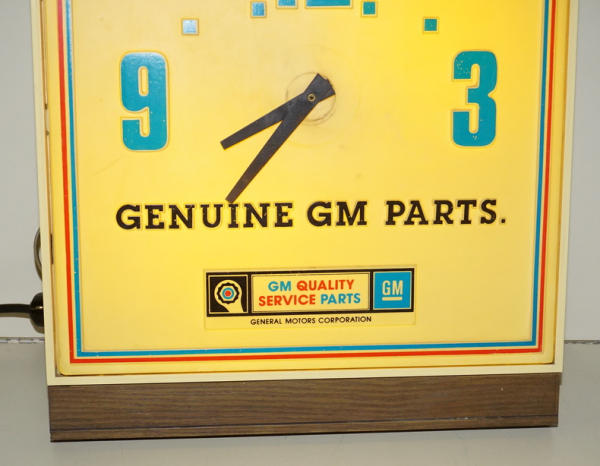 9 3
GENUINE GM PARTS.
GM QUALITY
SERVICE PARTS
GM
GENERAL MOTORS CORPORATION